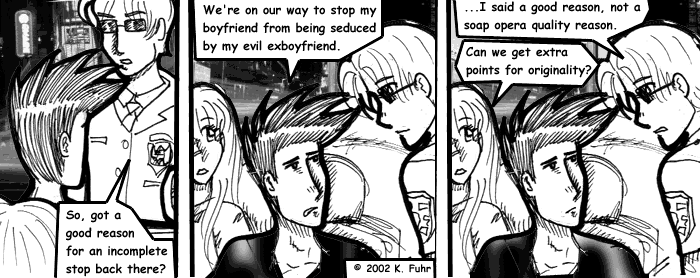 So, got a
good reason
for an incomplete
stop back there?
We're on our way to stop my
boyfriend from being seduced
by my evil exboyfriend.
© 2002 K. Fuhr
...I said a good reason, not a
soap opera quality reason.
Can we get extra
points for originality?